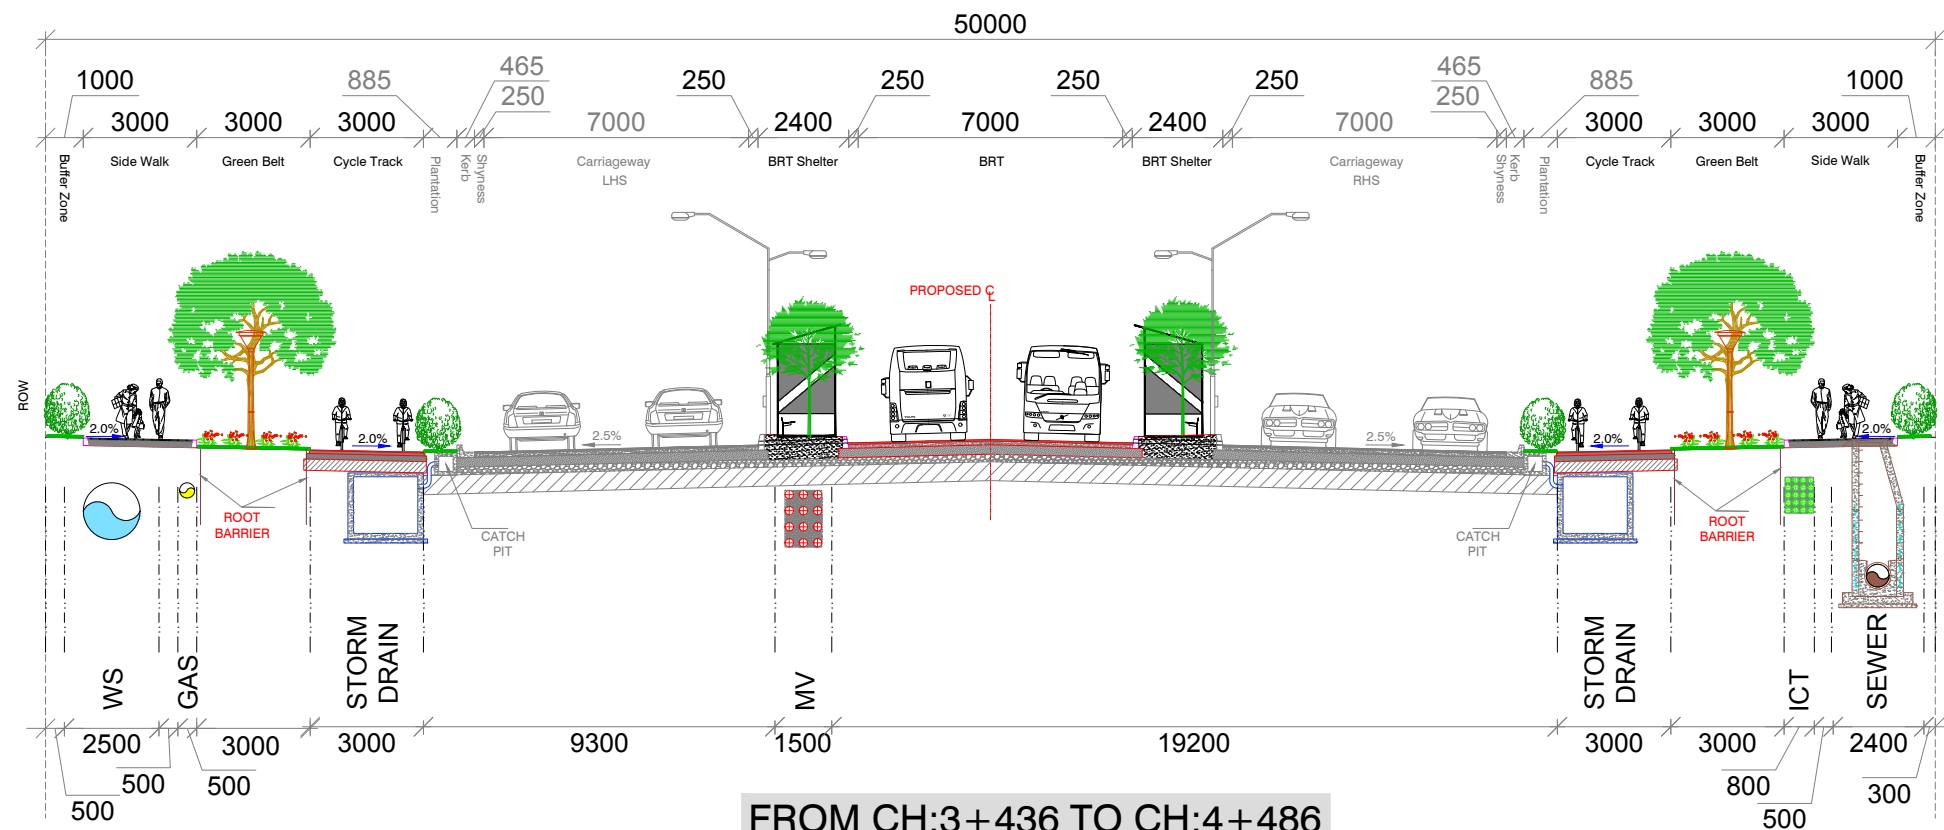 50000
1000
885
465
250
250
250
250
250
465
250
885
1000
3000
3000
3000
7000
2400
7000
2400
7000
3000
3000
3000
Buffer Zone
Side Walk
Green Belt
Cycle Track
Plantation
Kerb
Shyness
Carriageway
LHS
BRT Shelter
BRT
BRT Shelter
Carriageway
RHS
Shyness
Kerb
Plantation
Cycle Track
Green Belt
Side Walk
Buffer Zone
PROPOSED CL
ROW
2.0%
2.0%
2.5%
2.5%
2.0%
2.0%
ROOT
BARRIER
CATCH
PIT
CATCH
PIT
ROOT
BARRIER
WS
GAS
STORM
DRAIN
MV
STORM
DRAIN
ICT
SEWER
2500
3000
3000
9300
1500
19200
3000
3000
2400
500
500
500
800
500
300
FROM CH:3+436 TO CH:4+486